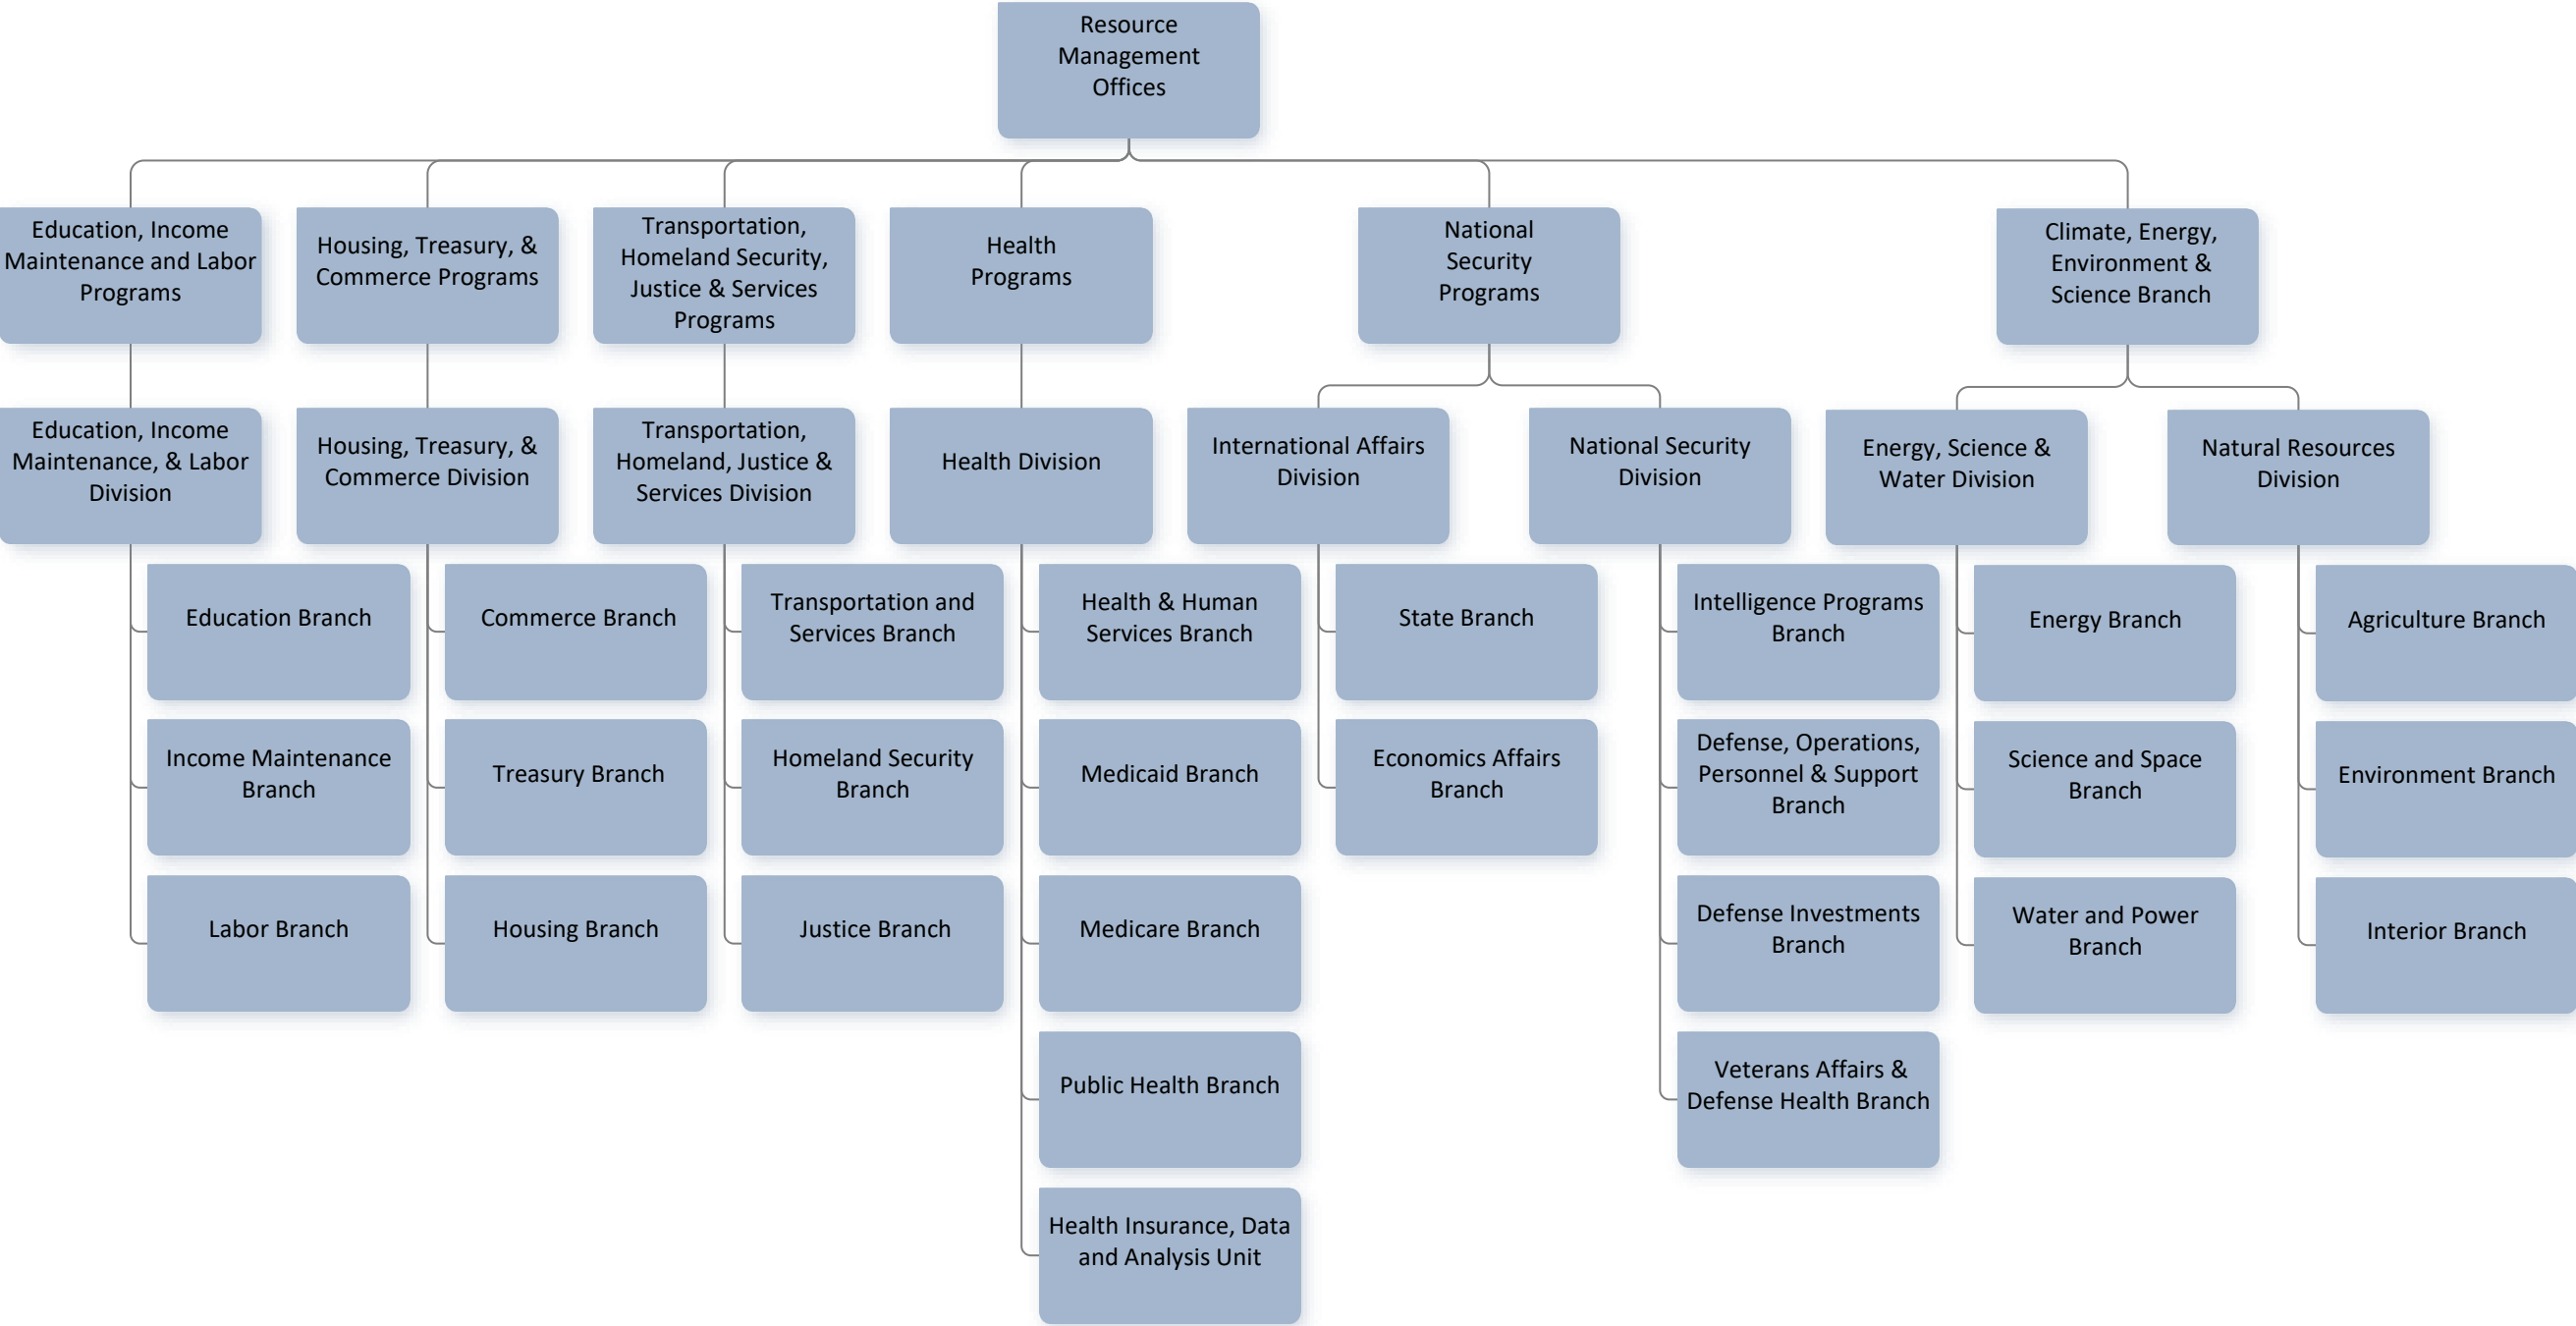 Resource
Management
Offices
Education, Income
Maintenance and Labor
Programs
Housing, Treasury, &
Commerce Programs
Transportation,
Homeland Security,
Justice & Services
Programs
Health
Programs
National
Security
Programs
Climate, Energy,
Environment &
Science Branch
Education, Income
Maintenance, & Labor
Division
Housing, Treasury, &
Commerce Division
Transportation,
Homeland, Justice &
Services Division
Health Division
International Affairs
Division
National Security
Division
Energy, Science &
Water Division
Natural Resources
Division
Education Branch
Commerce Branch
Transportation and
Services Branch
Health & Human
Services Branch
State Branch
Intelligence Programs
Branch
Energy Branch
Agriculture Branch
Income Maintenance
Branch
Treasury Branch
Homeland Security
Branch
Medicaid Branch
Economics Affairs
Branch
Defense, Operations,
Personnel & Support
Branch
Science and Space
Branch
Environment Branch
Labor Branch
Housing Branch
Justice Branch
Medicare Branch
Defense Investments
Branch
Water and Power
Branch
Interior Branch
Public Health Branch
Veterans Affairs &
Defense Health Branch
Health Insurance, Data
and Analysis Unit